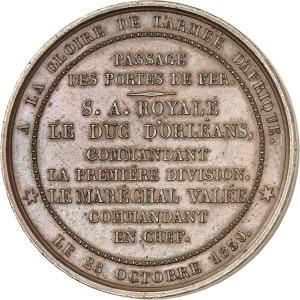 A LA GLOIRE DE L'ARMÉE D'AFRIQUE.
PASSAGE
DES PORTES DE FER.
S. A. ROYALE
LE DUC D'ORLÉANS,
COMMANDANT
LA PREMIÈRE DIVISION.
LE MARÉCHAL VALÉE
COMMANDANT
EN CHEF.
LE 28 OCTOBRE 1839.